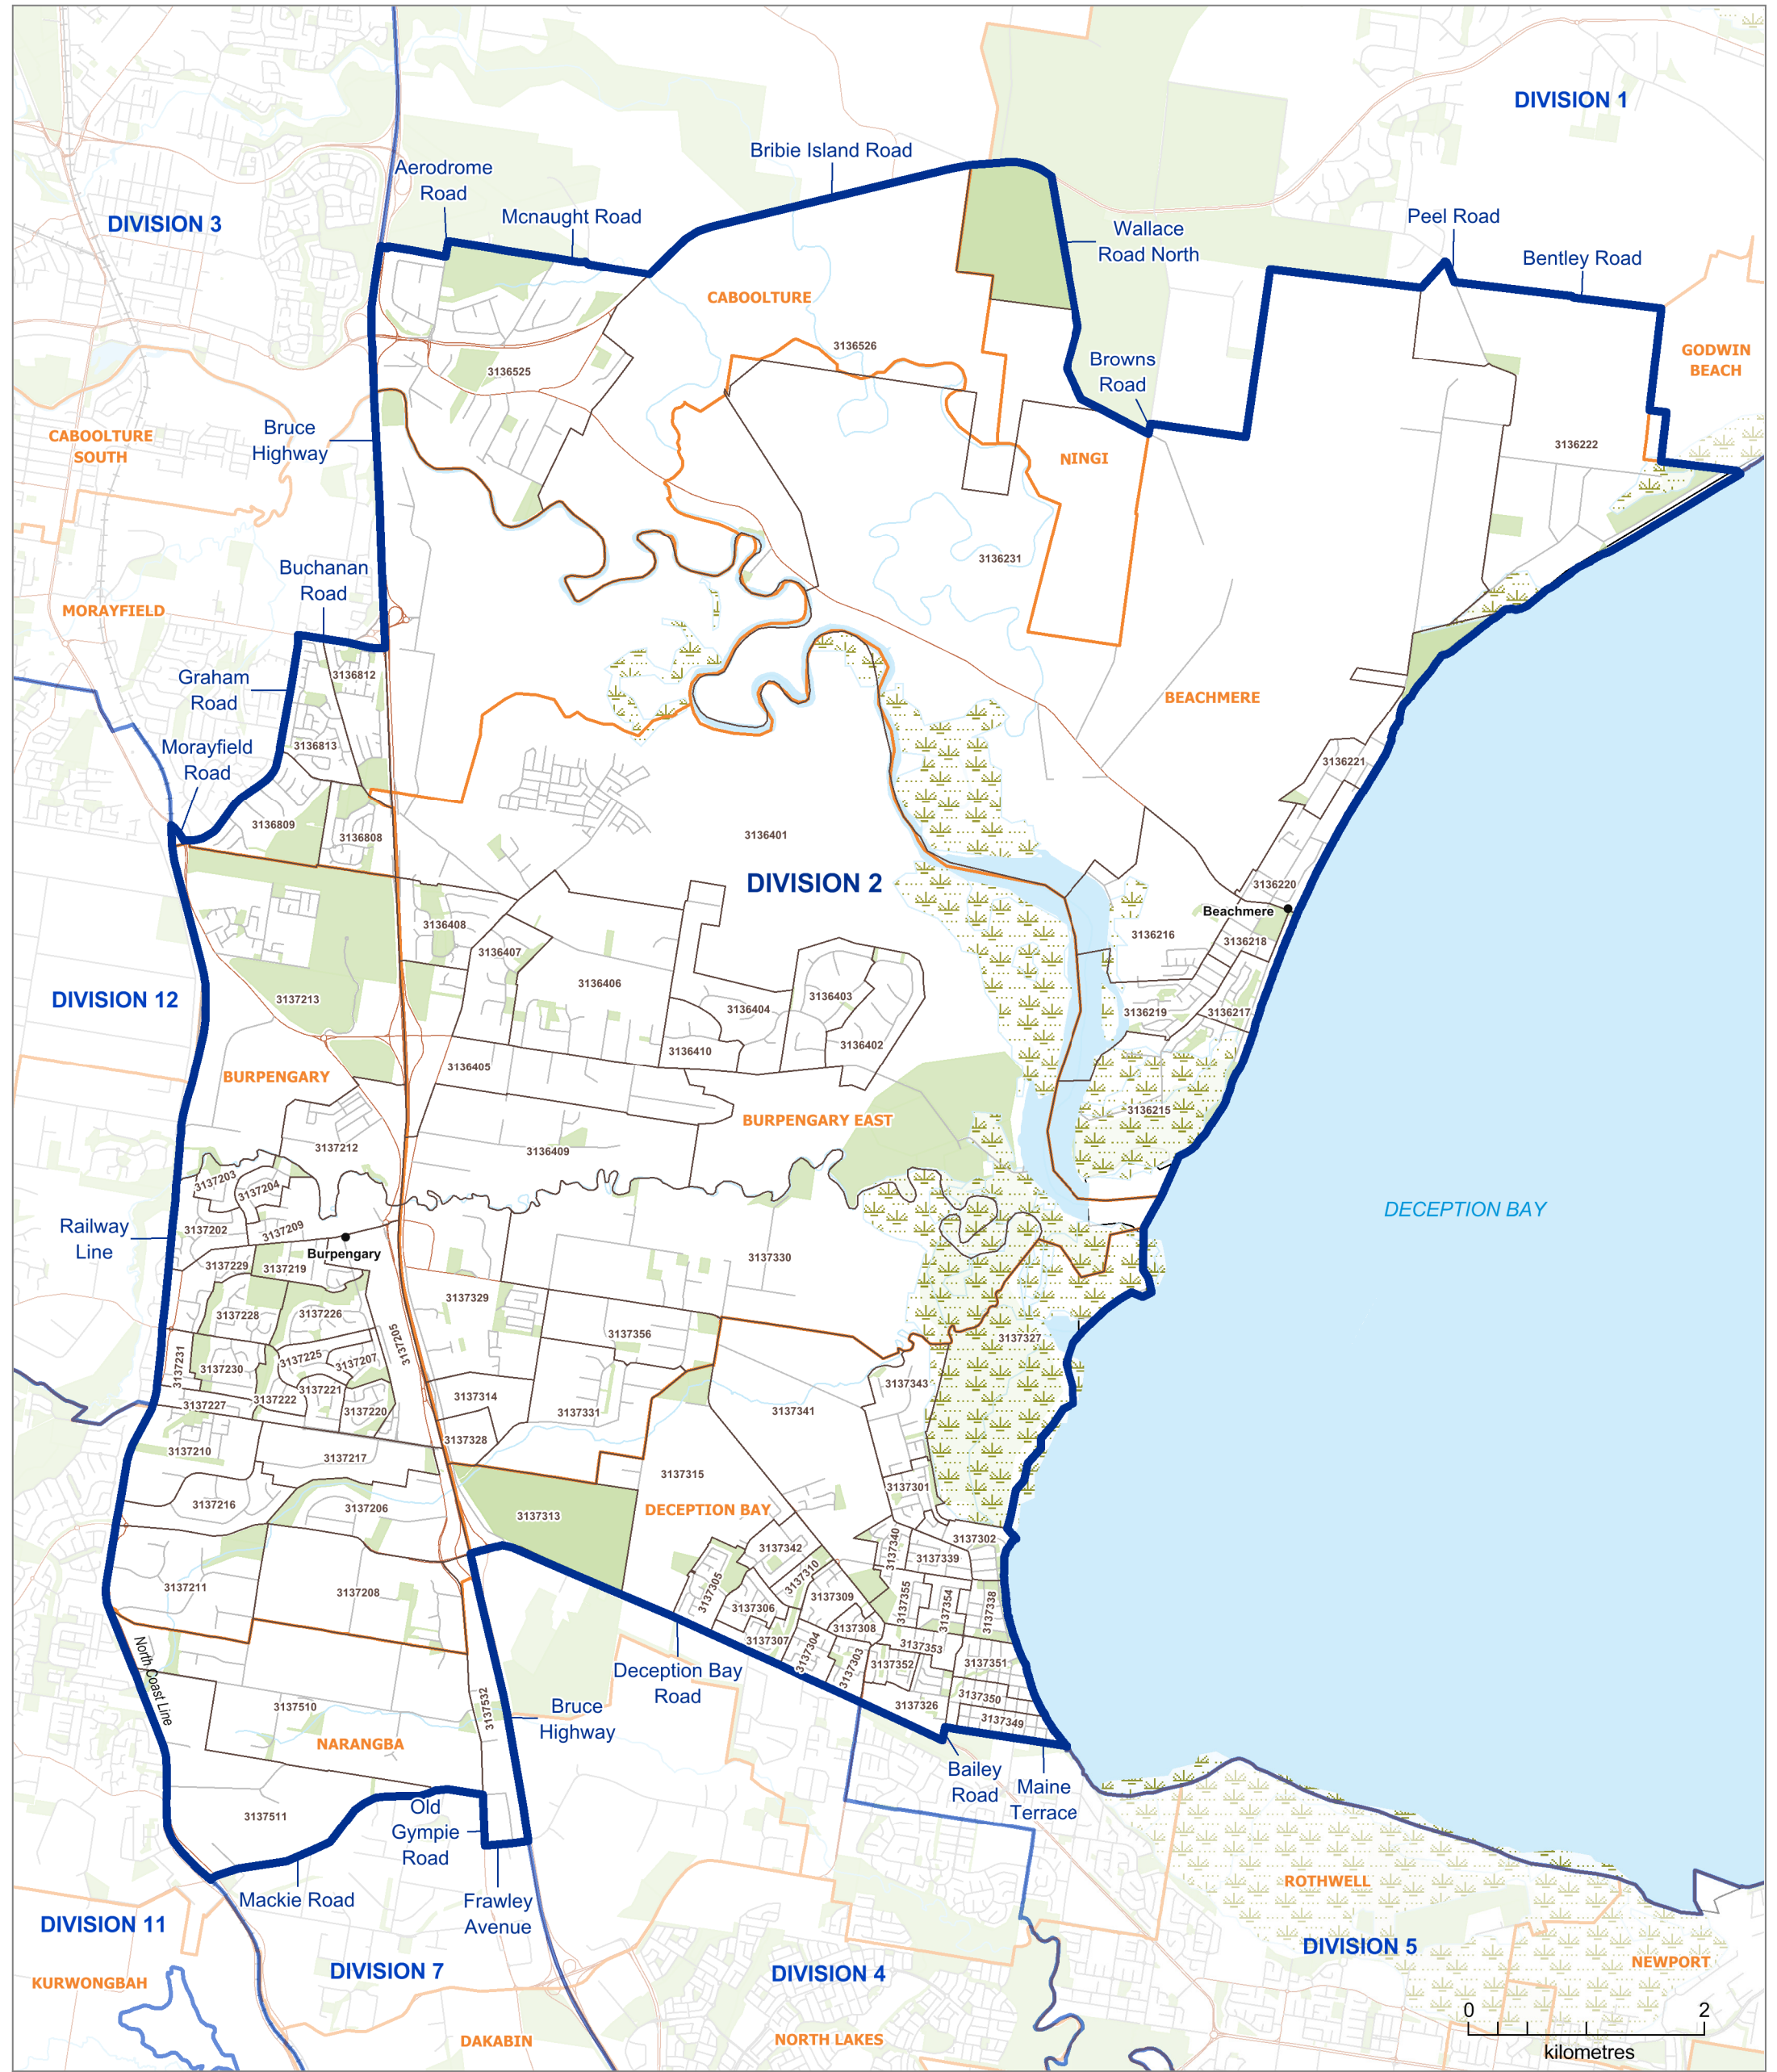 DIVISION 1
Bribie Island Road
Aerodrome
Road
Mcnaught Road
DIVISION 3
Wallace
Road North
Peel Road
Bentley Road
CABOOLTURE
3136526
3136525
GODWIN
BEACH
Browns
Road
CABOOLTURE
SOUTH
Bruce
Highway
NINGI
3136222
3136231
Buchanan
Road
MORAYFIELD
Graham
Road
3136812
BEACHMERE
3136813
Morayfield
Road
3136221
3136809
3136808
3136401
DIVISION 2
3136220
Beachmere
3136408
3136216
3136218
3136407
3136406
DIVISION 12
3137213
3136404
3136403
3136219
3136217
3136410
3136402
3136405
BURPENGARY
BURPENGARY EAST
3136215
3137212
3136409
3137203
3137204
DECEPTION BAY
Railway
Line
3137202
3137209
Burpengary
3137229
3137219
3137330
3137329
3137228
3137226
3137205
3137356
3137327
3137231
3137230
3137225
3137207
3137343
3137222
3137221
3137314
3137227
3137220
3137331
3137341
3137328
3137210
3137217
3137315
3137301
3137216
3137206
3137313
DECEPTION BAY
3137342
3137340
3137302
3137339
3137211
3137208
3137305
3137310
3137309
3137355
3137354
3137338
3137306
3137308
3137307
3137304
3137303
3137353
3137352
3137351
North Coast Line
Deception Bay
Road
3137350
3137326
3137349
3137510
3137532
Bruce
Highway
NARANGBA
Bailey
Road
Maine
Terrace
3137511
Old
Gympie
Road
Mackie Road
Frawley
Avenue
ROTHWELL
DIVISION 11
DIVISION 5
KURWONGBAH
DIVISION 7
DIVISION 4
NEWPORT
DAKABIN
NORTH LAKES
0 2
kilometres